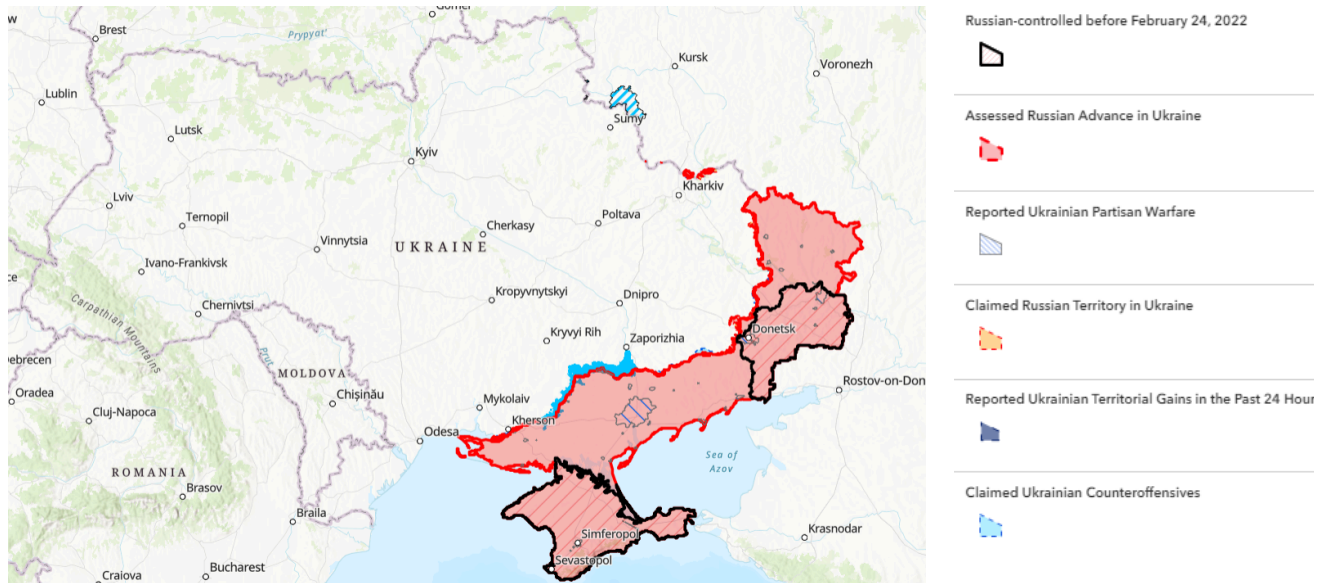 w
Gomel
Brest
Prypyat'
Kursk
Voronezh
Lublin
Sumy
Lutsk
Kyiv
Kharkiv
Lviv
Ternopil
Poltava
Cherkasy
Vinnytsia
UKRAINE
Ivano-Frankivsk
Kropyvnytskyi
Dnipro
Chernivtsi
Carpathian Mountains
Donetsk
Kryvyi Rih
Zaporizhia
Prut
ebrecen
MOLDOVA
Rostov-on-Don
Oradea
Chișinău
Mykolaiv
Cluj-Napoca
Kherson
Odesa
Sea of
Azov
ROMANIA
Brasov
Braila
Krasnodar
Simferopol
Sevastopol
Bucharest
Craiova
Russian-controlled before February 24, 2022
Assessed Russian Advance in Ukraine
Reported Ukrainian Partisan Warfare
Claimed Russian Territory in Ukraine
Reported Ukrainian Territorial Gains in the Past 24 Hour
Claimed Ukrainian Counteroffensives